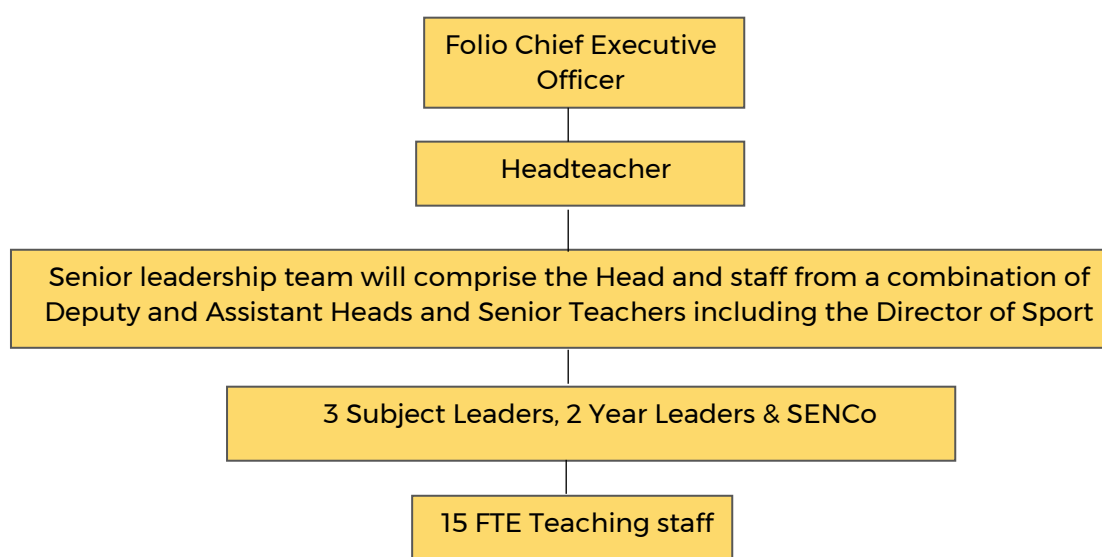 Folio Chief Executive
Officer
Headteacher
Senior leadership team will comprise the Head and staff from a combination of
Deputy and Assistant Heads and Senior Teachers including the Director of Sport
3 Subject Leaders, 2 Year Leaders & SENCo
15 FTE Teaching staff